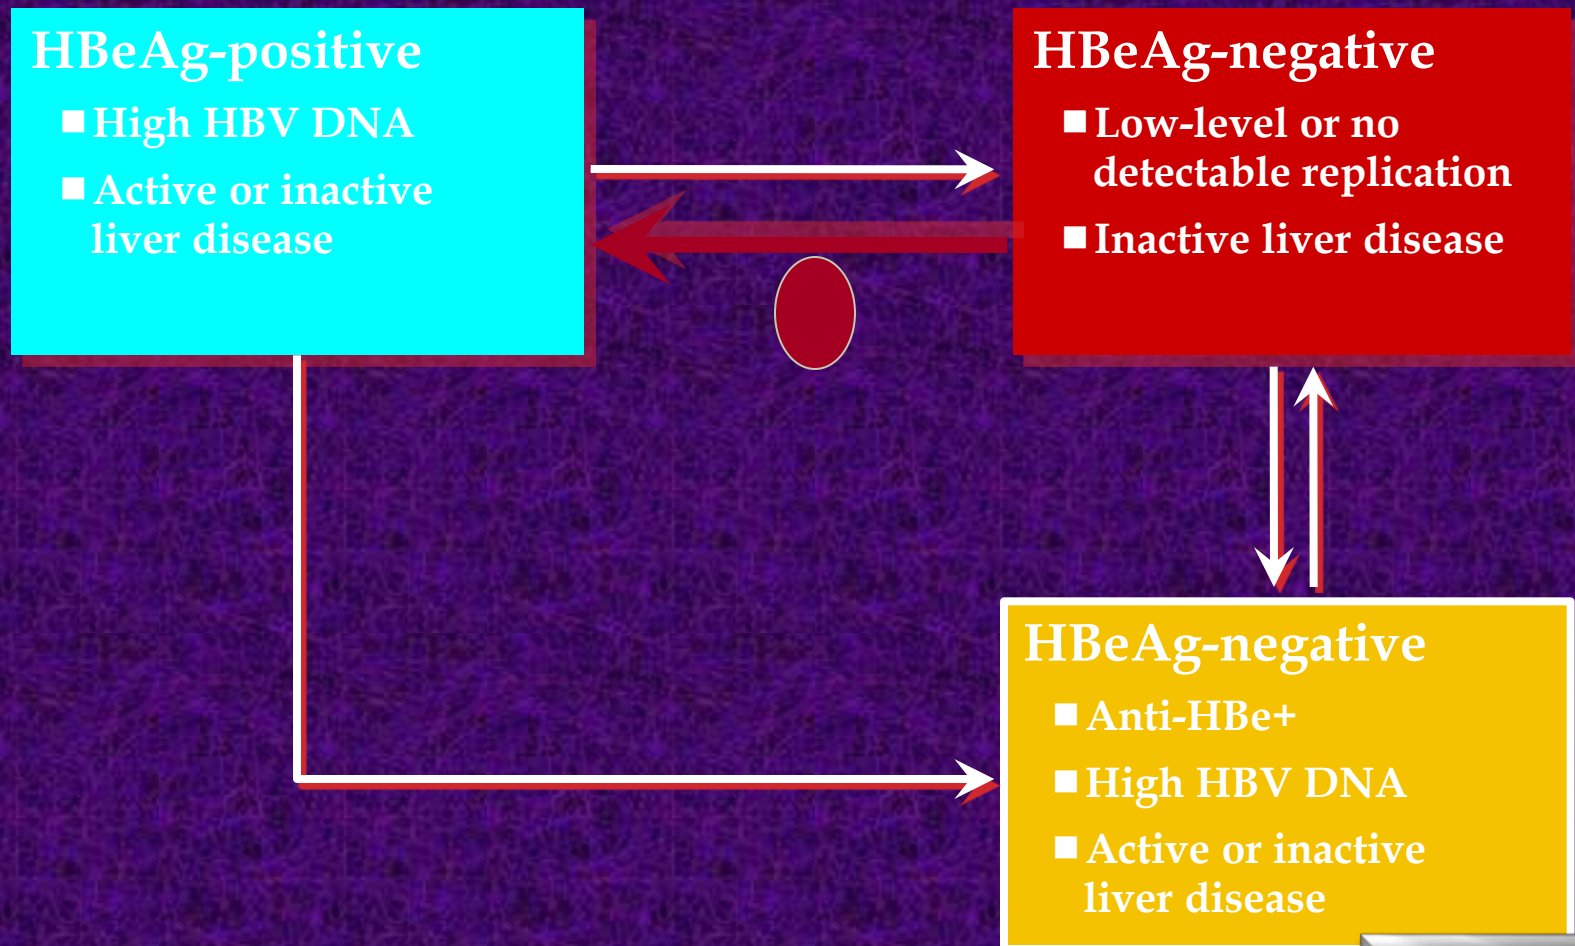 HBeAg-positive
■ High HBV DNA
■ Active or inactive
liver disease
HBeAg-negative
■ Low-level or no
detectable replication
■ Inactive liver disease
HBeAg-negative
■ Anti-HBe+
■ High HBV DNA
■ Active or inactive
liver disease